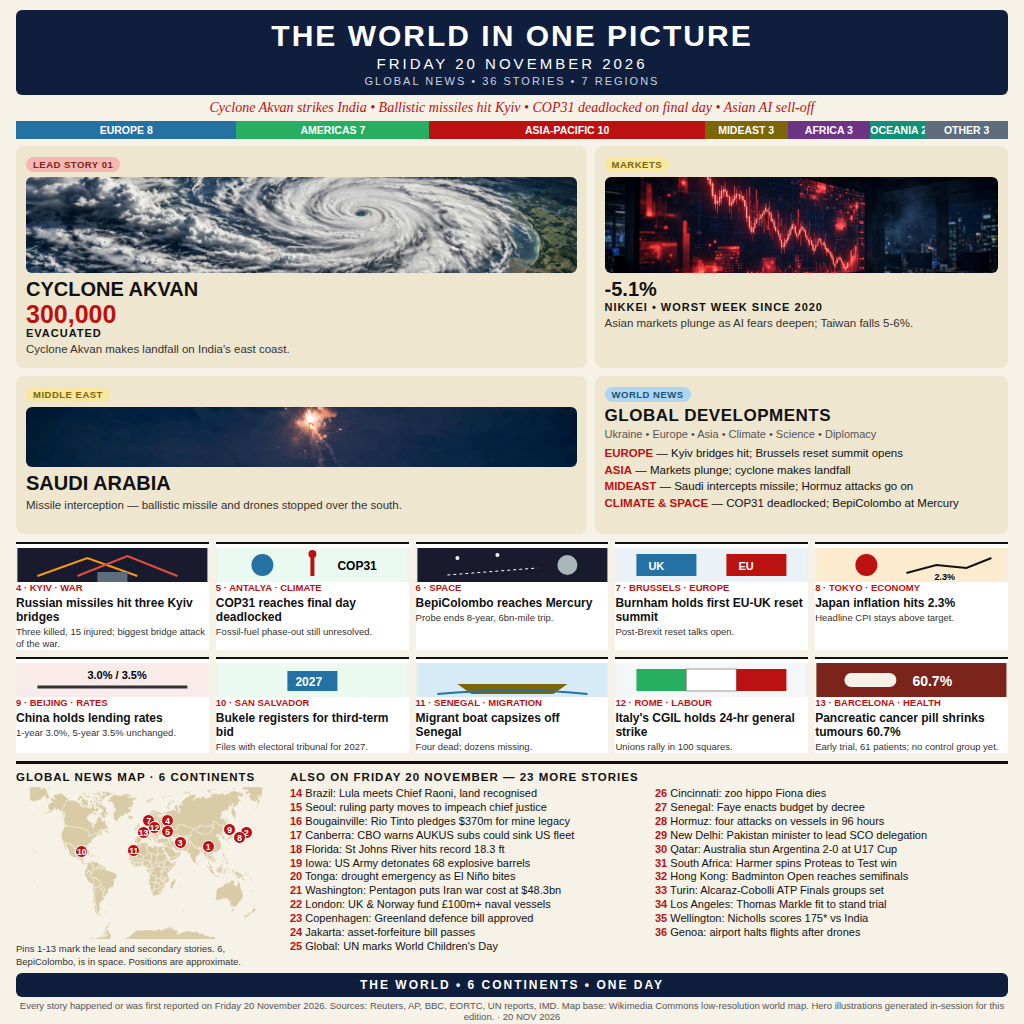 THE WORLD IN ONE PICTURE
FRIDAY 20 NOVEMBER 2026
GLOBAL NEWS • 36 STORIES • 7 REGIONS
Cyclone Akvan strikes India • Ballistic missiles hit Kyiv • COP31 deadlocked on final day • Asian AI sell-off
EUROPE 8
AMERICAS 7
ASIA-PACIFIC 10
MIDEAST 3
AFRICA 3
OCEANIA 2
OTHER 3
LEAD STORY 01
CYCLONE AKVAN
300,000
EVACUATED
Cyclone Akvan makes landfall on India's east coast.
MARKETS
-5.1%
NIKKEI • WORST WEEK SINCE 2020
Asian markets plunge as AI fears deepen; Taiwan falls 5-6%.
MIDDLE EAST
SAUDI ARABIA
Missile interception — ballistic missile and drones stopped over the south.
WORLD NEWS
GLOBAL DEVELOPMENTS
Ukraine • Europe • Asia • Climate • Science • Diplomacy
EUROPE — Kyiv bridges hit; Brussels reset summit opens
ASIA — Markets plunge; cyclone makes landfall
MIDEAST — Saudi intercepts missile; Hormuz attacks go on
CLIMATE & SPACE — COP31 deadlocked; BepiColombo at Mercury
4 · KYIV · WAR
Russian missiles hit three Kyiv
bridges
Three killed, 15 injured; biggest bridge attack
of the war.
COP31
5 · ANTALYA · CLIMATE
COP31 reaches final day
deadlocked
Fossil-fuel phase-out still unresolved.
6 · SPACE
BepiColombo reaches Mercury
Probe ends 8-year, 6bn-mile trip.
UK
EU
7 · BRUSSELS · EUROPE
Burnham holds first EU-UK reset
summit
Post-Brexit reset talks open.
2.3%
8 · TOKYO · ECONOMY
Japan inflation hits 2.3%
Headline CPI stays above target.
3.0% / 3.5%
9 · BEIJING · RATES
China holds lending rates
1-year 3.0%, 5-year 3.5% unchanged.
2027
10 · SAN SALVADOR
Bukele registers for third-term
bid
Files with electoral tribunal for 2027.
11 · SENEGAL · MIGRATION
Migrant boat capsizes off
Senegal
Four dead; dozens missing.
12 · ROME · LABOUR
Italy's CGIL holds 24-hr general
strike
Unions rally in 100 squares.
60.7%
13 · BARCELONA · HEALTH
Pancreatic cancer pill shrinks
tumours 60.7%
Early trial, 61 patients; no control group yet.
GLOBAL NEWS MAP · 6 CONTINENTS
7
4
12
13
5
9
2
8
3
1
11
10
Pins 1-13 mark the lead and secondary stories. 6,
BepiColombo, is in space. Positions are approximate.
ALSO ON FRIDAY 20 NOVEMBER — 23 MORE STORIES
14 Brazil: Lula meets Chief Raoni, land recognised
15 Seoul: ruling party moves to impeach chief justice
16 Bougainville: Rio Tinto pledges $370m for mine legacy
17 Canberra: CBO warns AUKUS subs could sink US fleet
18 Florida: St Johns River hits record 18.3 ft
19 Iowa: US Army detonates 68 explosive barrels
20 Tonga: drought emergency as El Niño bites
21 Washington: Pentagon puts Iran war cost at $48.3bn
22 London: UK & Norway fund £100m+ naval vessels
23 Copenhagen: Greenland defence bill approved
24 Jakarta: asset-forfeiture bill passes
25 Global: UN marks World Children's Day
26 Cincinnati: zoo hippo Fiona dies
27 Senegal: Faye enacts budget by decree
28 Hormuz: four attacks on vessels in 96 hours
29 New Delhi: Pakistan minister to lead SCO delegation
30 Qatar: Australia stun Argentina 2-0 at U17 Cup
31 South Africa: Harmer spins Proteas to Test win
32 Hong Kong: Badminton Open reaches semifinals
33 Turin: Alcaraz-Cobolli ATP Finals groups set
34 Los Angeles: Thomas Markle fit to stand trial
35 Wellington: Nicholls scores 175* vs India
36 Genoa: airport halts flights after drones
THE WORLD • 6 CONTINENTS • ONE DAY
Every story happened or was first reported on Friday 20 November 2026. Sources: Reuters, AP, BBC, EORTC, UN reports, IMD. Map base: Wikimedia Commons low-resolution world map. Hero illustrations generated in-session for this
edition. · 20 NOV 2026